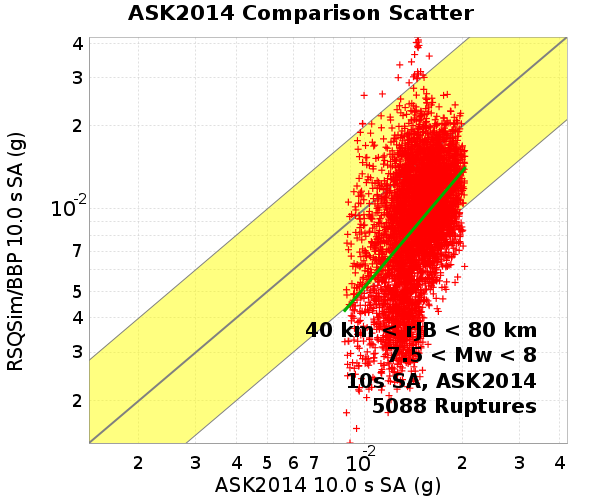 ASK2014 Comparison Scatter
RSQSim/BBP 10.0 s SA (g)
4
3
2
10-2
7
5
4
3
2
40 km < rJB < 80 km
7.5 < Mw < 8
10s SA, ASK2014
5088 Ruptures
2 3 4 5 6 7 10-2 2 3 4
ASK2014 10.0 s SA (g)